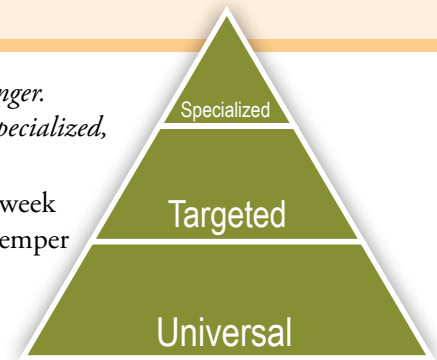 nger.
pecialized,
week
emper
Specialized
Targeted
Universal